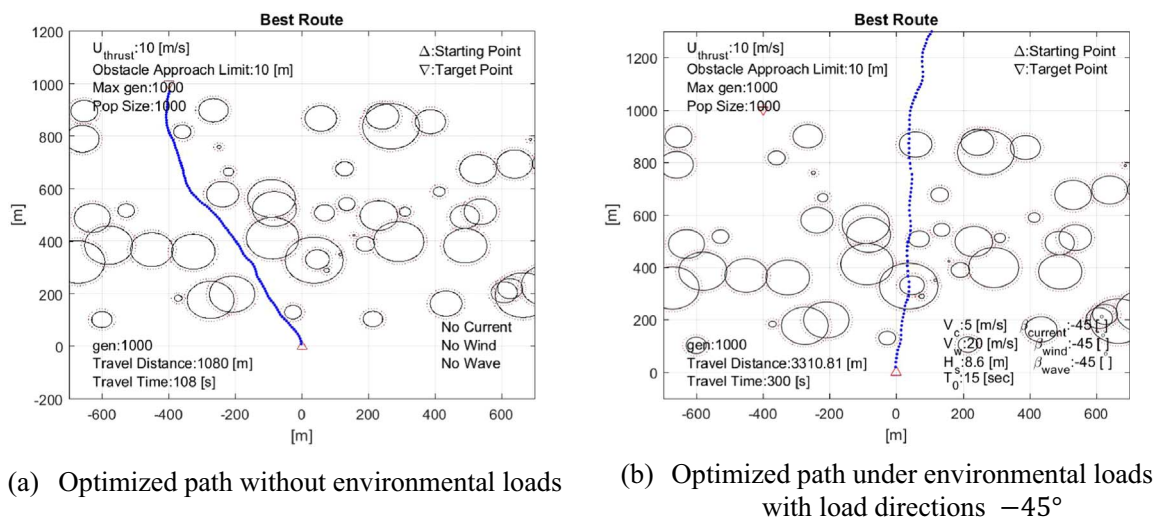 Best Route
1200
1000
800
600
400
200
0
-200
[m]
U_thrust:10 [m/s]
Obstacle Approach Limit:10 [m]
Max gen:1000
Pop Size:1000
△:Starting Point
▽:Target Point
gen:1000
Travel Distance:1080 [m]
Travel Time:108 [s]
No Current
No Wind
No Wave
-600 -400 -200 0 200 400 600
[m]
(a) Optimized path without environmental loads
Best Route
1200
1000
800
600
400
200
0
[m]
U_thrust:10 [m/s]
Obstacle Approach Limit:10 [m]
Max gen:1000
Pop Size:1000
△:Starting Point
▽:Target Point
gen:1000
Travel Distance:3310.81 [m]
Travel Time:300 [s]
V_c:5 [m/s] β_current:-45 [ ]
V_w:20 [m/s] β_wind:-45 [ ]
H_s:8.6 [m] β_wave:-45 [ ]
T_0:15 [sec]
-600 -400 -200 0 200 400 600
[m]
(b) Optimized path under environmental loads
with load directions −45°